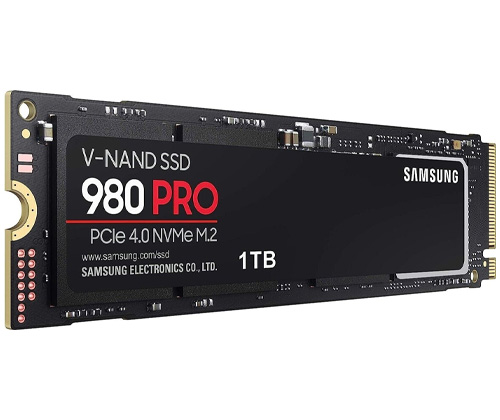 V-NAND SSD
980 PRO
PCIe 4.0 NVMe M.2
www.samsung.com/ssd
SAMSUNG ELECTRONICS CO., LTD.
1TB
SAMSUNG